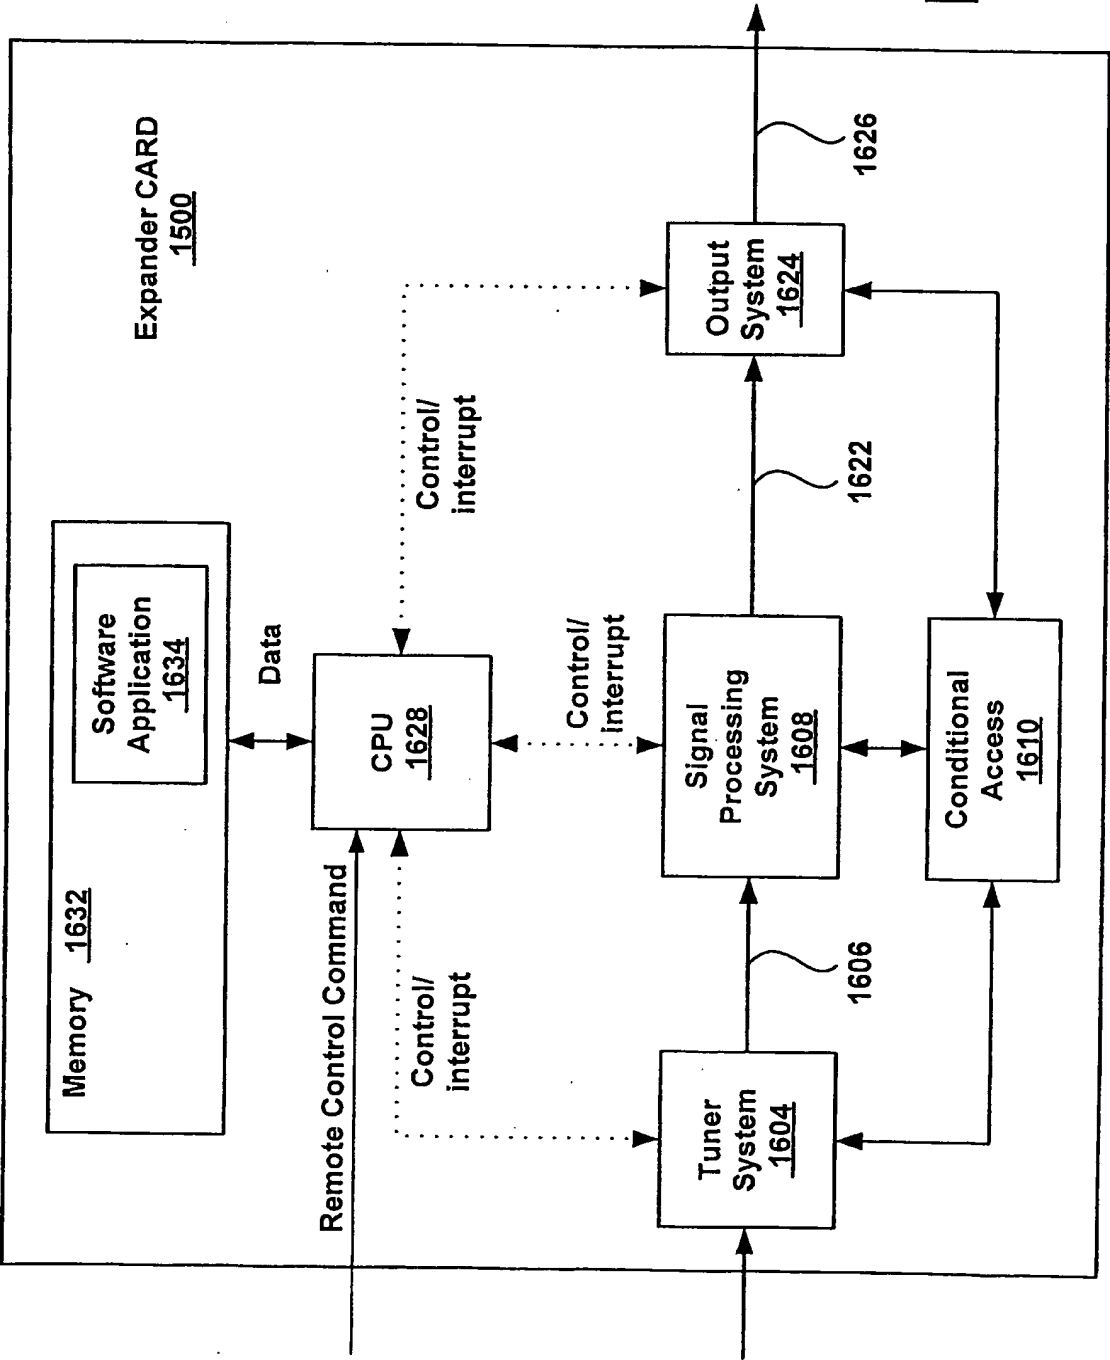 Expander CARD
1500
Memory 1632
Software
Application
1634
Data
Remote Control Command
CPU
1628
Control/
interrupt
Control/
interrupt
Control/
interrupt
Tuner
System
1604
1606
Signal
Processing
System
1608
1622
Output
System
1624
1626
Conditional
Access
1610